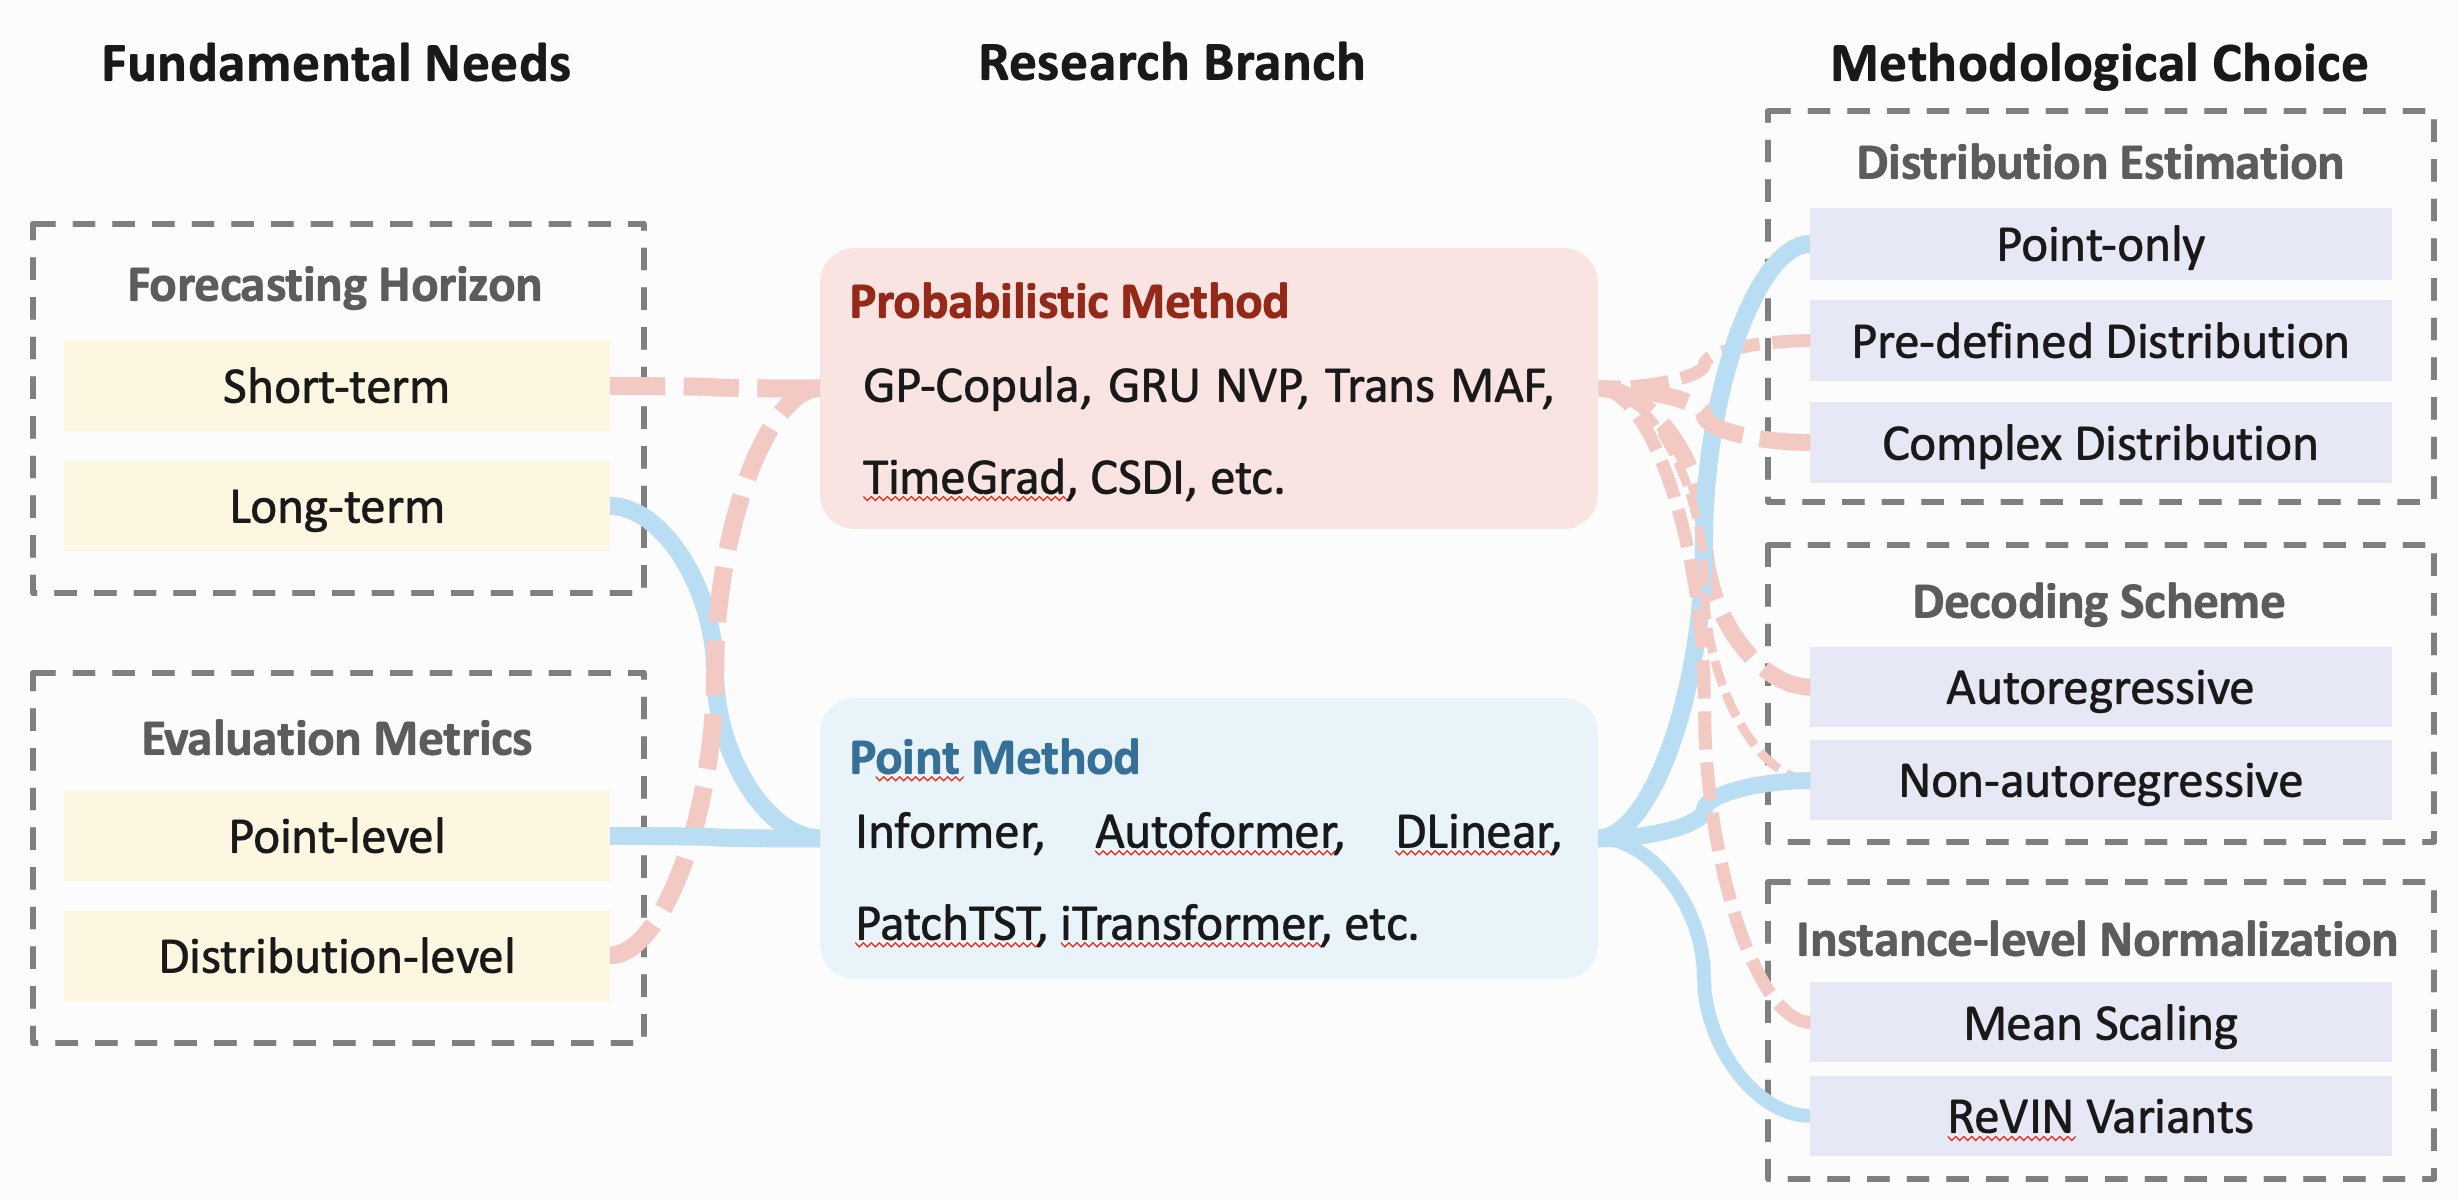 Fundamental Needs
Forecasting Horizon
Short-term
Long-term
Evaluation Metrics
Point-level
Distribution-level
Research Branch
Probabilistic Method
GP-Copula, GRU NVP, Trans MAF,
TimeGrad, CSDI, etc.
Point Method
Informer, Autoformer, DLinear,
PatchTST, iTransformer, etc.
Methodological Choice
Distribution Estimation
Point-only
Pre-defined Distribution
Complex Distribution
Decoding Scheme
Autoregressive
Non-autoregressive
Instance-level Normalization
Mean Scaling
ReVIN Variants